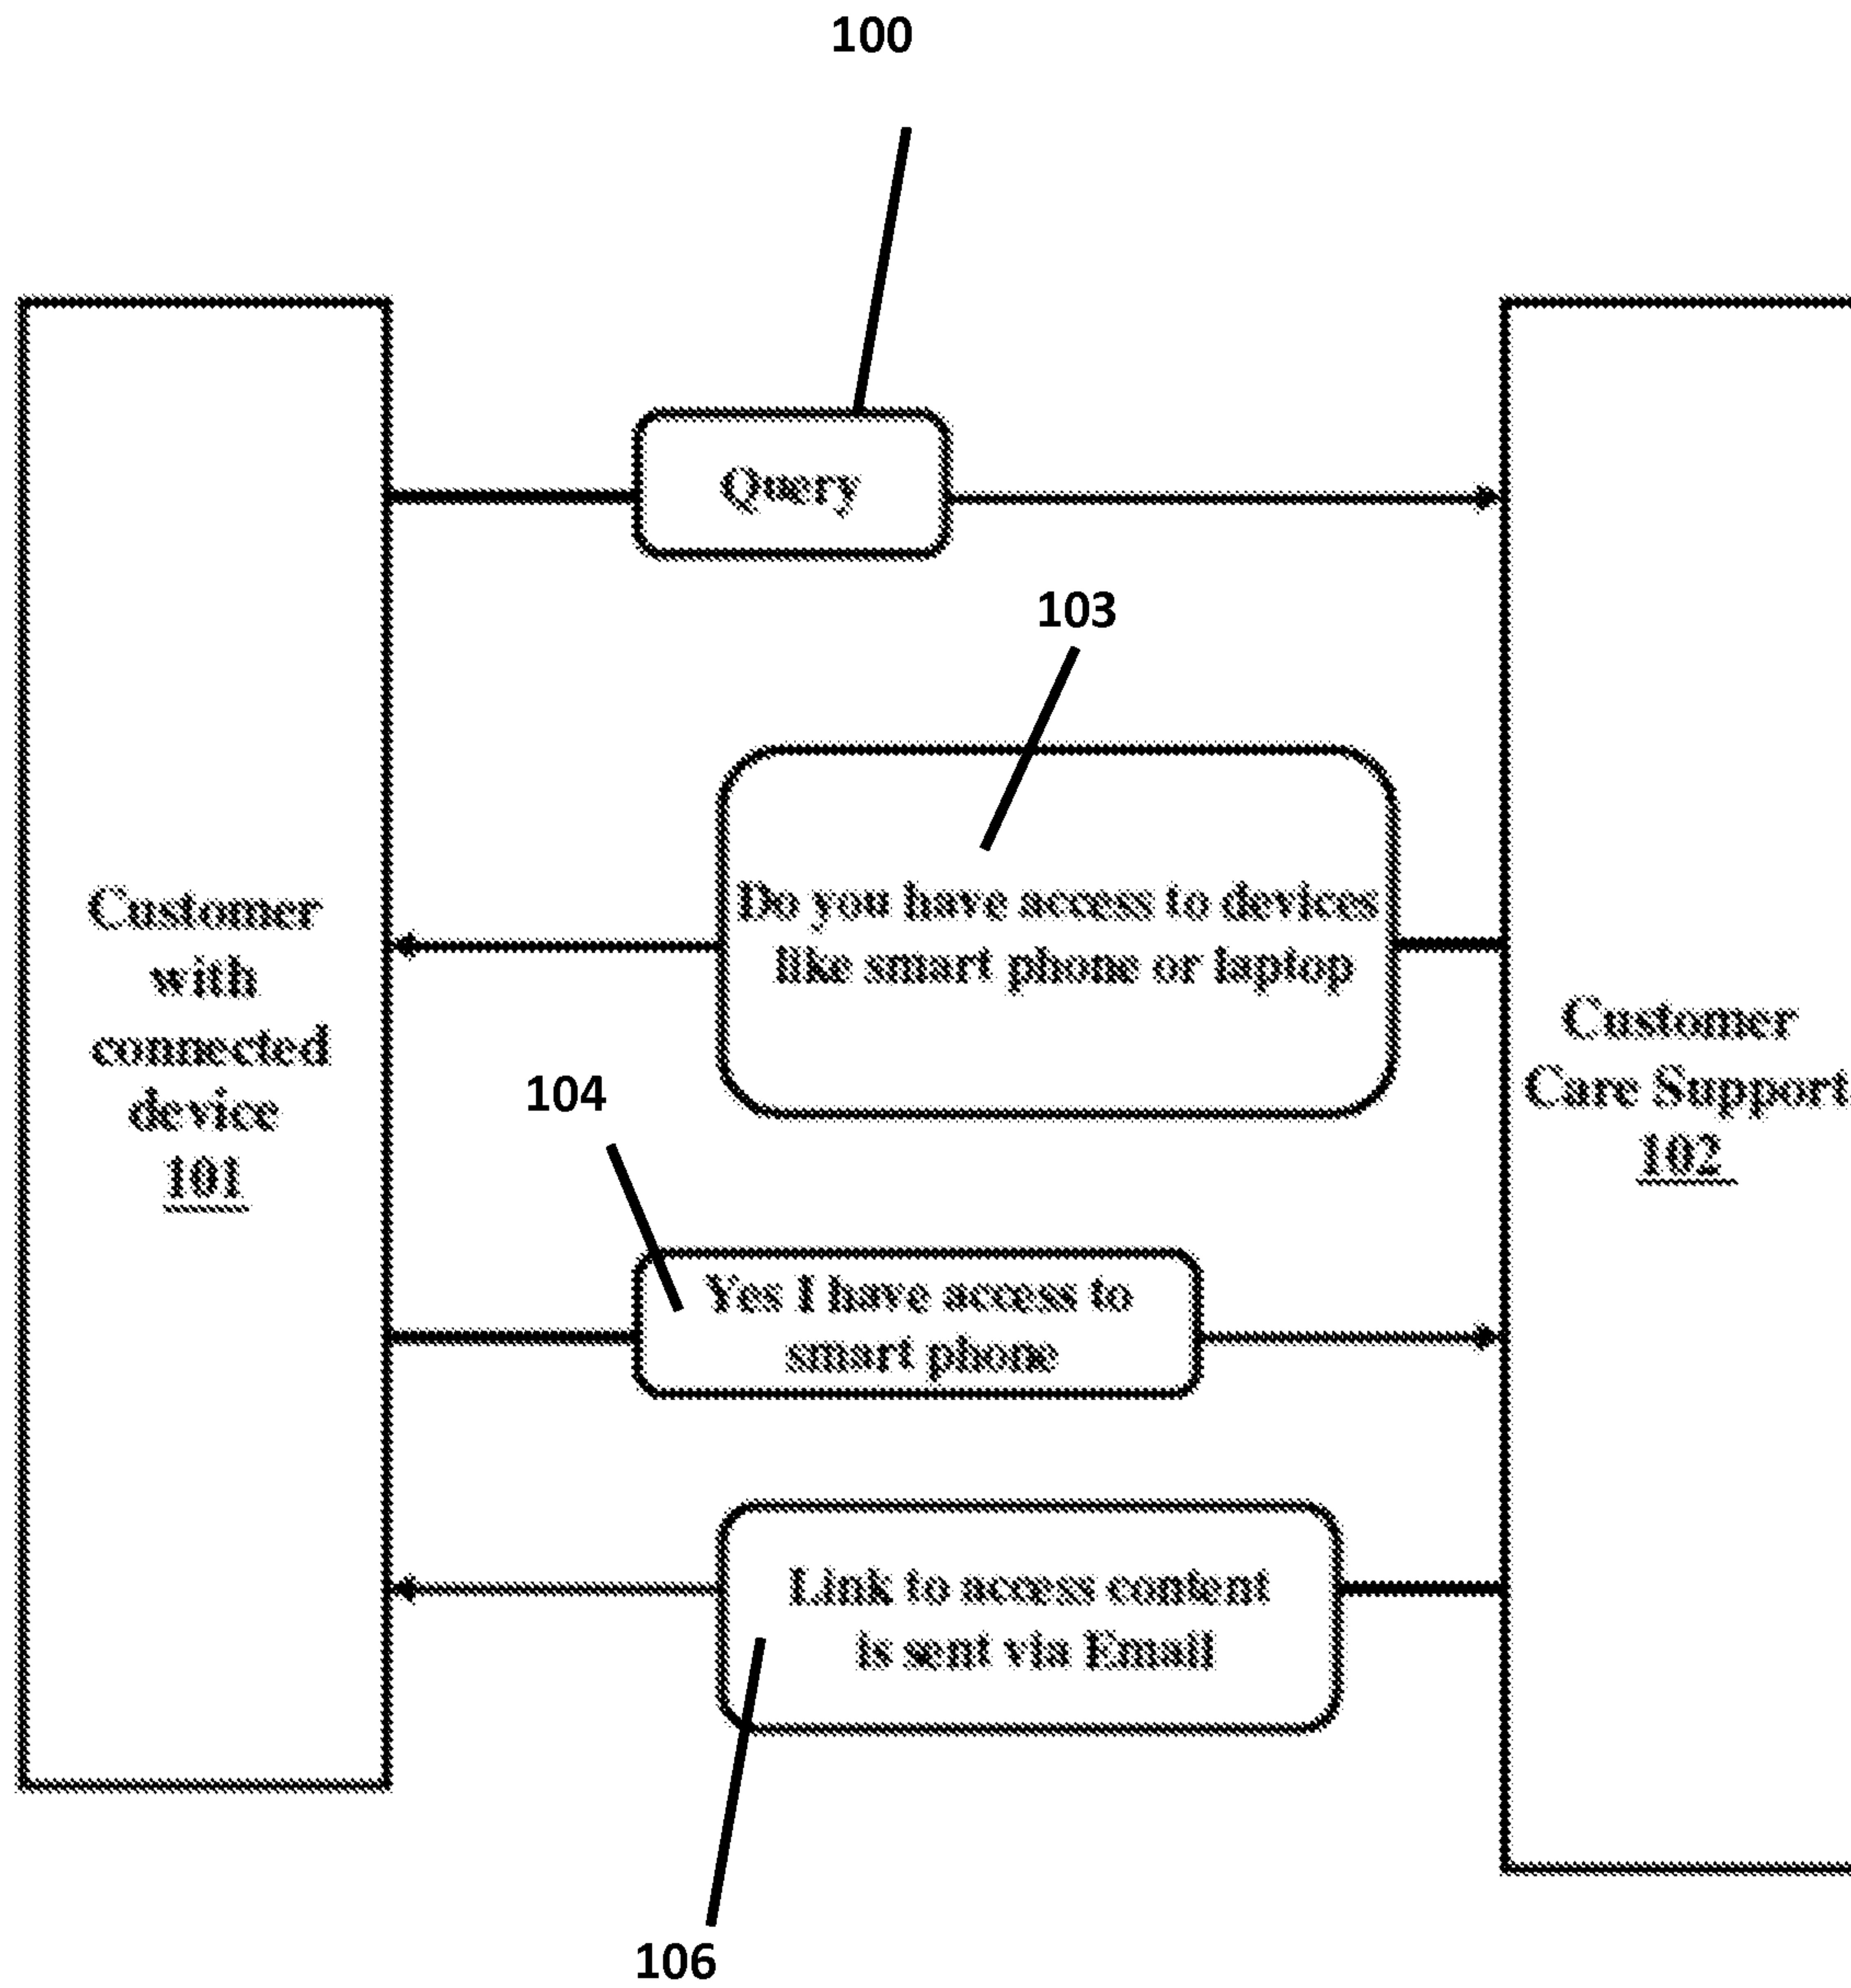 100
Query
103
Do you have access to devices
like smart phone or laptop
Customer
with
connected
device
101
Customer
Care Support
102
104
Yes I have access to
smart phone
Link to access content
is sent via Email
106